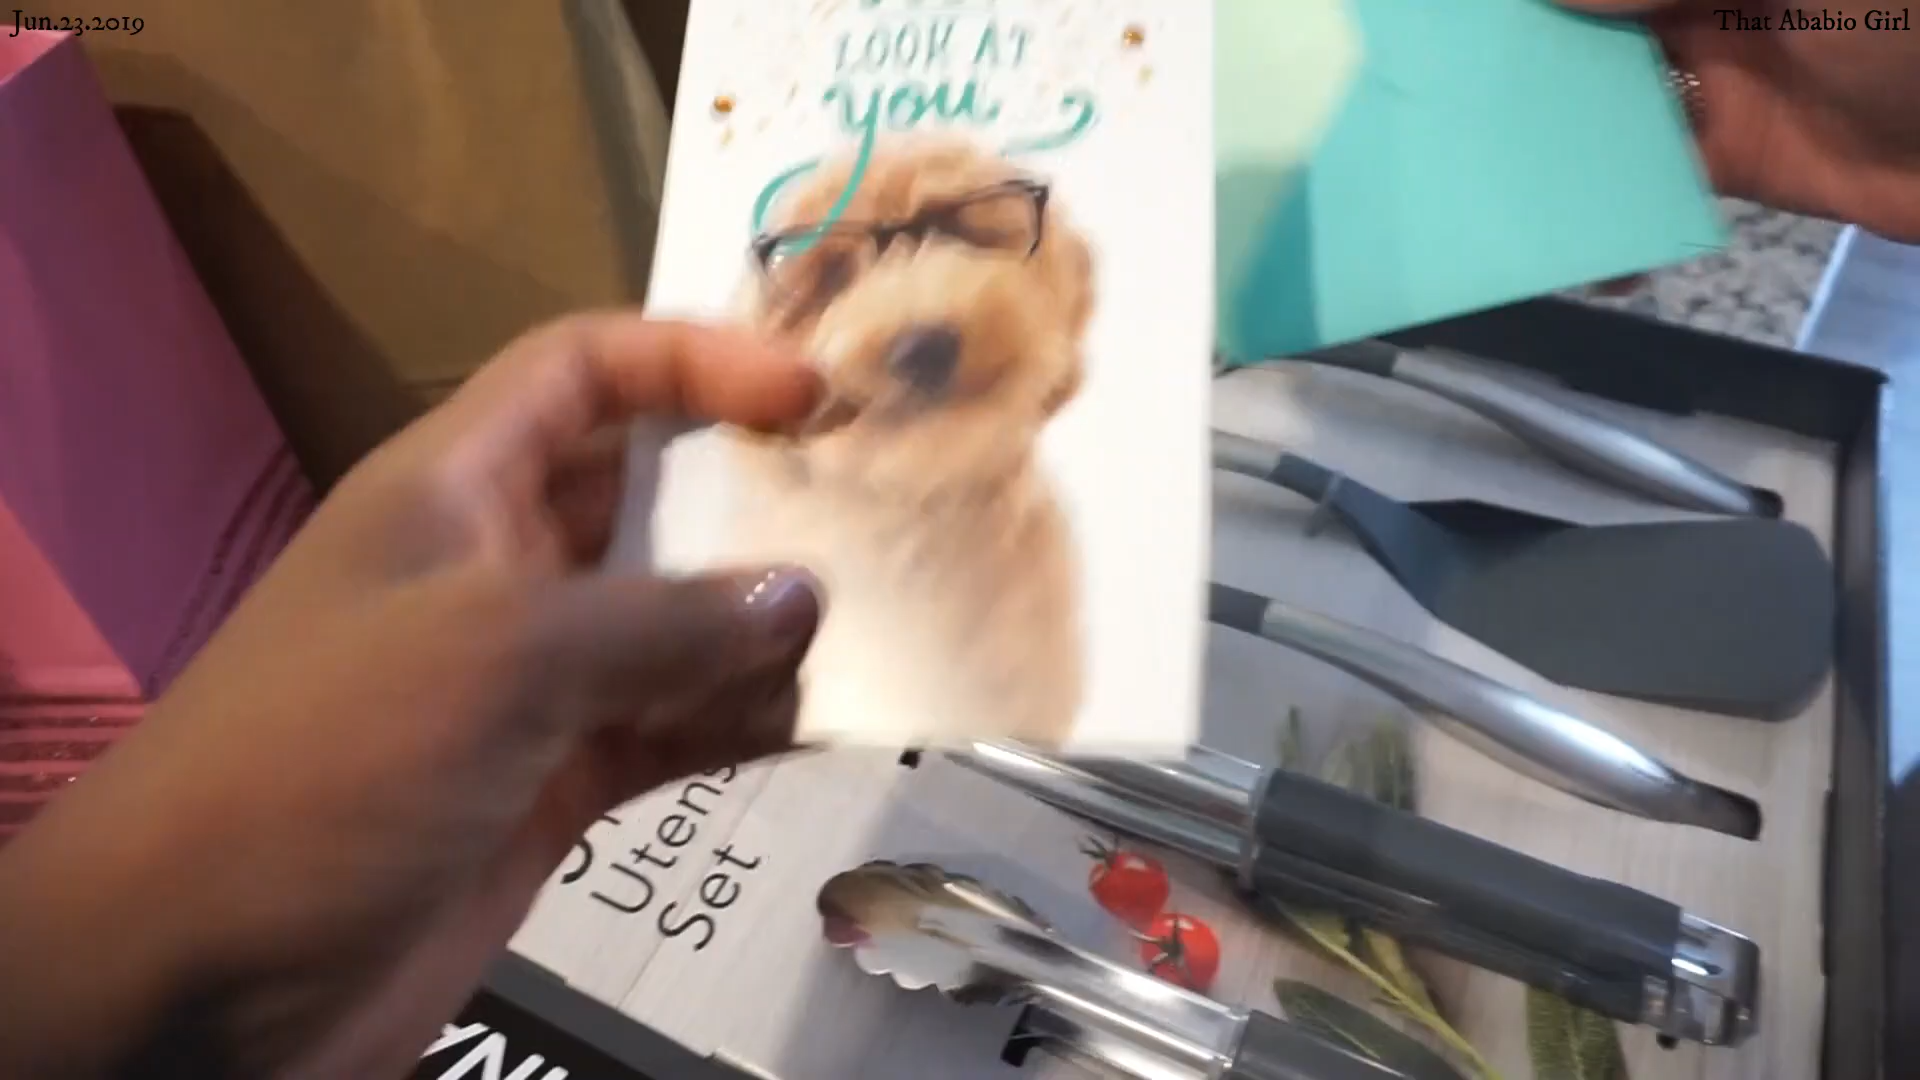 Jun.23.2019
That Ababio Girl
LOOK AT
you
Utens
Set